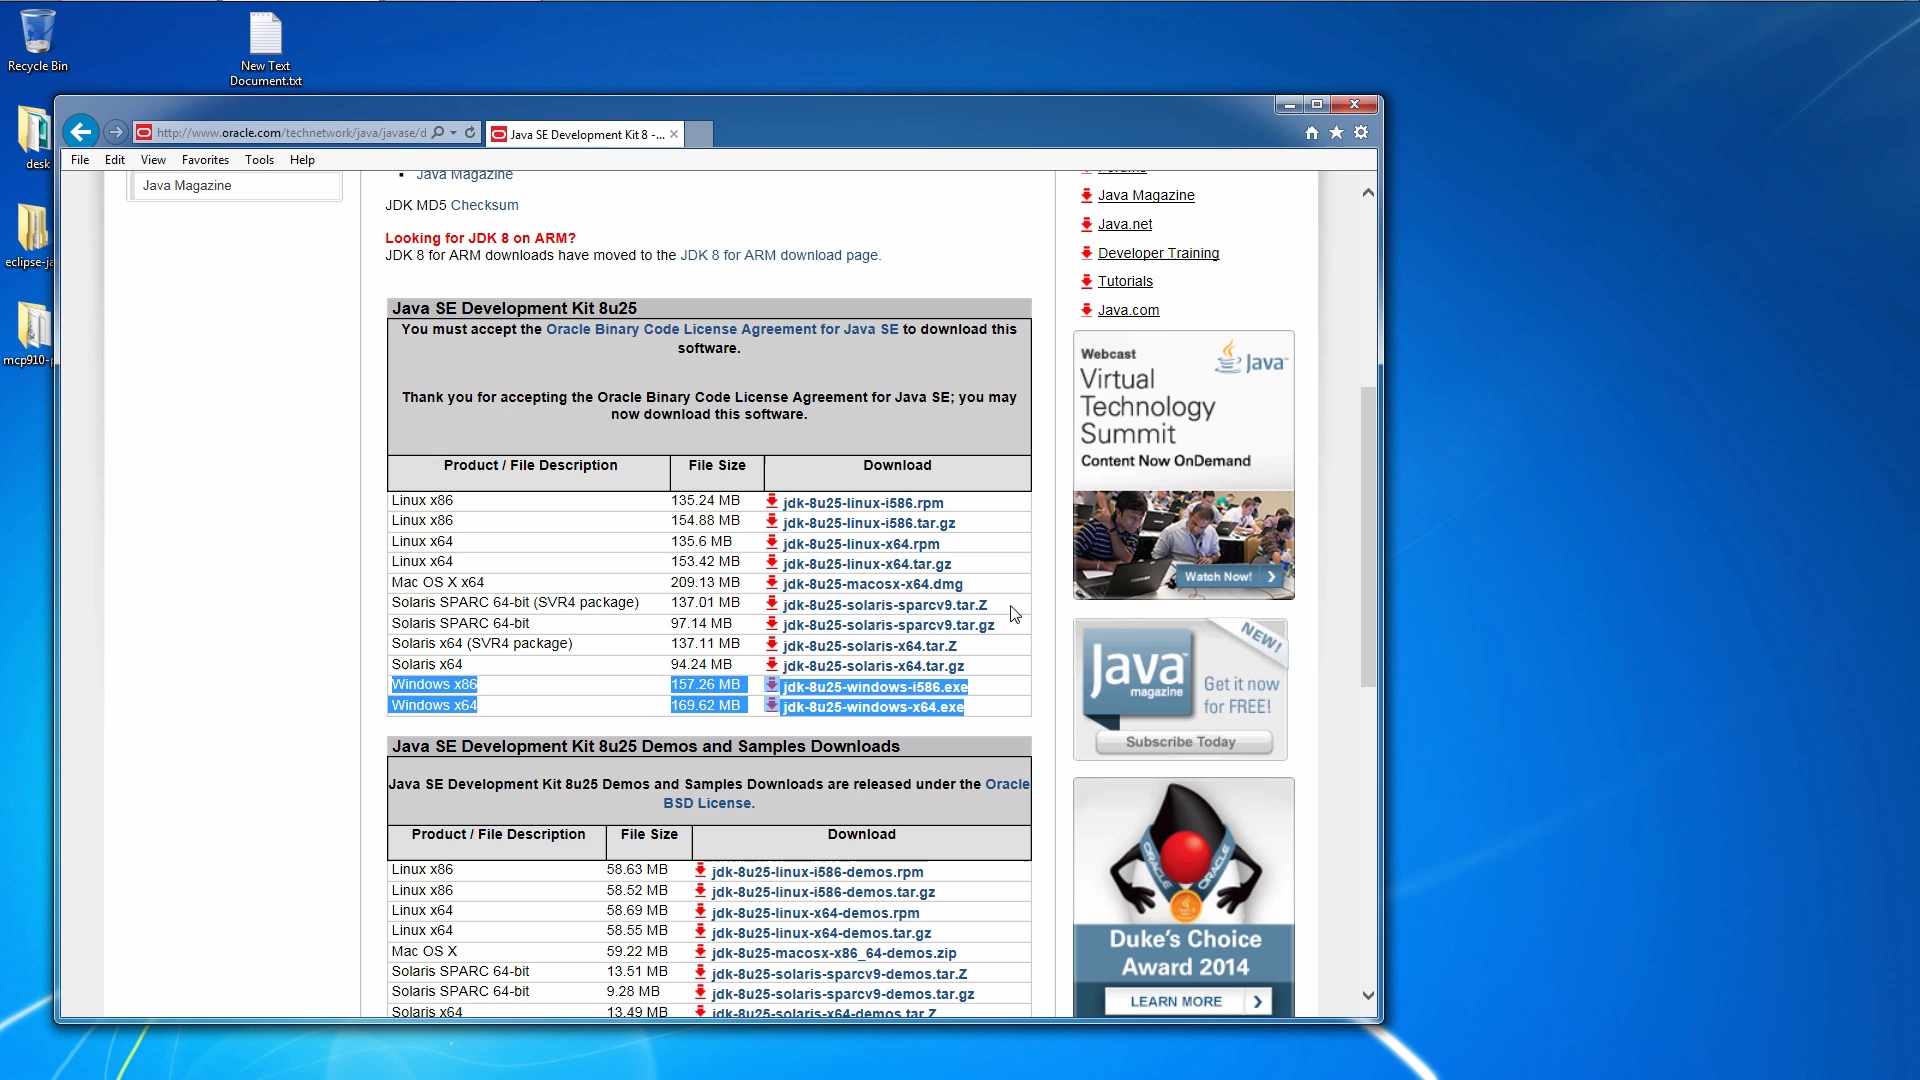 Recycle Bin
New Text
Document.txt
desk
eclipse-ja
mcp910-p
http://www.oracle.com/technetwork/java/javase/d
Java SE Development Kit 8 -...
File Edit View Favorites Tools Help
Java Magazine
Java Magazine
JDK MD5 Checksum
Looking for JDK 8 on ARM?
JDK 8 for ARM downloads have moved to the JDK 8 for ARM download page.
Java SE Development Kit 8u25
You must accept the Oracle Binary Code License Agreement for Java SE to download this
software.
Thank you for accepting the Oracle Binary Code License Agreement for Java SE; you may
now download this software.
Product / File Description File Size Download
Linux x86 135.24 MB jdk-8u25-linux-i586.rpm
Linux x86 154.88 MB jdk-8u25-linux-i586.tar.gz
Linux x64 135.6 MB jdk-8u25-linux-x64.rpm
Linux x64 153.42 MB jdk-8u25-linux-x64.tar.gz
Mac OS X x64 209.13 MB jdk-8u25-macosx-x64.dmg
Solaris SPARC 64-bit (SVR4 package) 137.01 MB jdk-8u25-solaris-sparcv9.tar.Z
Solaris SPARC 64-bit 97.14 MB jdk-8u25-solaris-sparcv9.tar.gz
Solaris x64 (SVR4 package) 137.11 MB jdk-8u25-solaris-x64.tar.Z
Solaris x64 94.24 MB jdk-8u25-solaris-x64.tar.gz
Windows x86 157.26 MB jdk-8u25-windows-i586.exe
Windows x64 169.62 MB jdk-8u25-windows-x64.exe
Java SE Development Kit 8u25 Demos and Samples Downloads
Java SE Development Kit 8u25 Demos and Samples Downloads are released under the Oracle
BSD License.
Product / File Description File Size Download
Linux x86 58.63 MB jdk-8u25-linux-i586-demos.rpm
Linux x86 58.52 MB jdk-8u25-linux-i586-demos.tar.gz
Linux x64 58.69 MB jdk-8u25-linux-x64-demos.rpm
Linux x64 58.55 MB jdk-8u25-linux-x64-demos.tar.gz
Mac OS X 59.22 MB jdk-8u25-macosx-x86_64-demos.zip
Solaris SPARC 64-bit 13.51 MB jdk-8u25-solaris-sparcv9-demos.tar.Z
Solaris SPARC 64-bit 9.28 MB jdk-8u25-solaris-sparcv9-demos.tar.gz
Solaris x64 13.49 MB jdk-8u25-solaris-x64-demos.tar.Z
Forums
Java Magazine
Java.net
Developer Training
Tutorials
Java.com
Webcast
Java
Virtual
Technology
Summit
Content Now OnDemand
Watch Now!
NEW!
Java
magazine
Get it now
for FREE!
Subscribe Today
ORACLE ORACLE
Duke's Choice
Award 2014
LEARN MORE